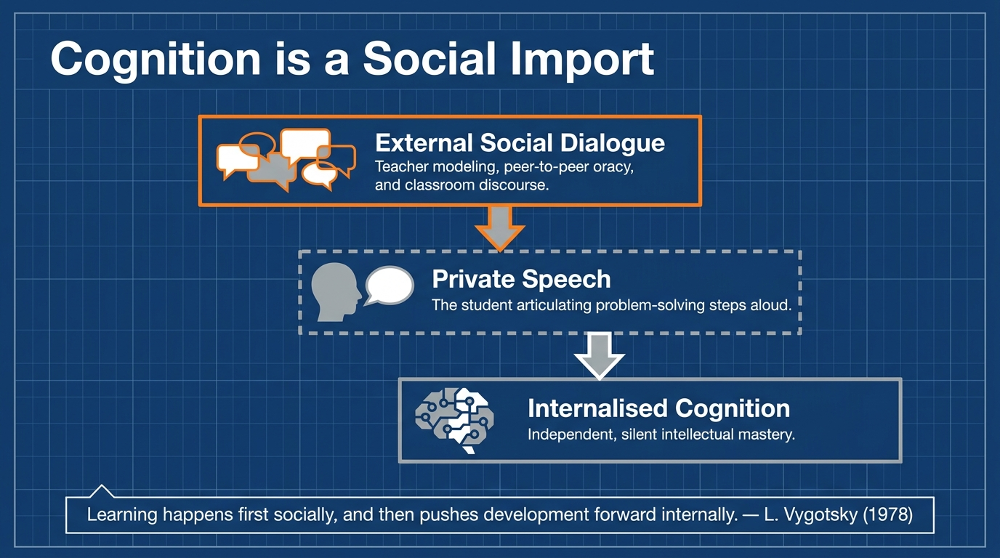 Cognition is a Social Import
External Social Dialogue
Teacher modeling, peer-to-peer oracy,
and classroom discourse.
Private Speech
The student articulating problem-solving steps aloud.
Internalised Cognition
Independent, silent intellectual mastery.
Learning happens first socially, and then pushes development forward internally. — L. Vygotsky (1978)